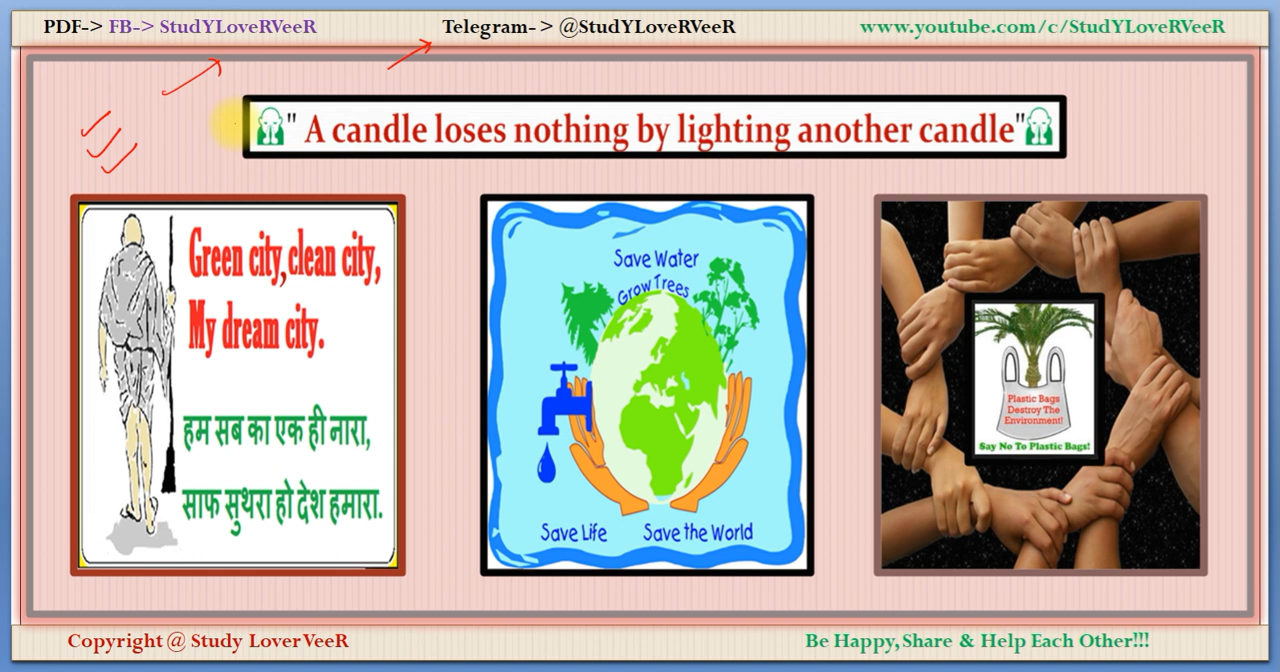 PDF-> FB-> StudYLoveRVeeR
Telegram- > @StudYLoveRVeeR
www.youtube.com/c/StudYLoveRVeeR
" A candle loses nothing by lighting another candle"
Green city, clean city,
My dream city.
हम सब का एक ही नारा,
साफ सुथरा हो देश हमारा.
Save Water
Grow Trees
Save Life
Save the World
Plastic Bags
Destroy The
Environment!
Say No To Plastic Bags!
Copyright @ Study LoverVeeR
Be Happy, Share & Help Each Other!!!